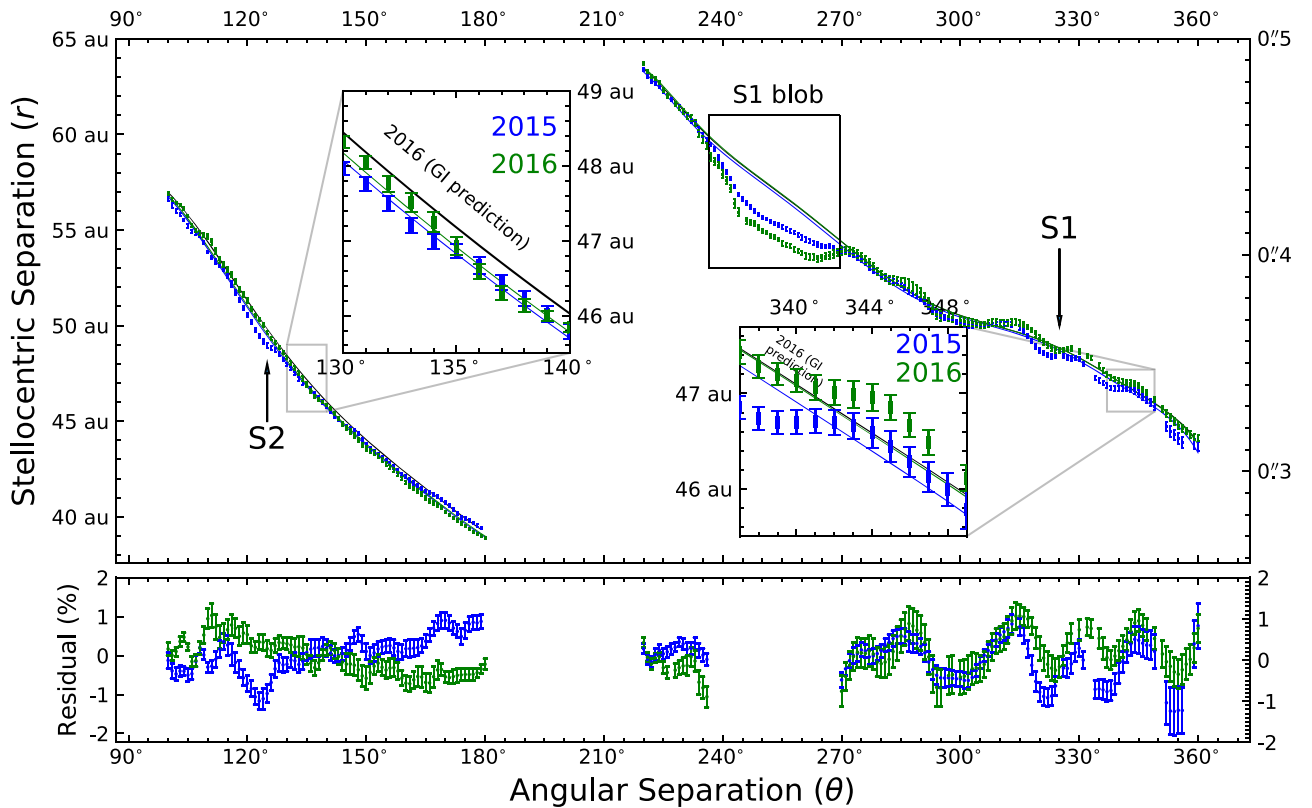 90° 120° 150° 180° 210° 240° 270° 300° 330° 360°
65 au
60 au
55 au
50 au
45 au
40 au
Stellocentric Separation (r)
0."5
0."4
0."3
2016 (GI prediction)
2015
2016
49 au
48 au
47 au
46 au
130° 135° 140°
S2
S1 blob
S1
340° 344° 348°
2016 (GI
prediction)
2015
2016
47 au
46 au
Residual (%)
2
1
0
-1
-2
2
1
0
-1
-2
90° 120° 150° 180° 210° 240° 270° 300° 330° 360°
Angular Separation (θ)